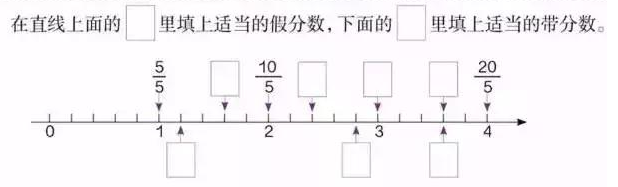 在直线上面的□里填上适当的假分数,下面的□里填上适当的带分数。
5/5 □ 10/5 □ □ □ 20/5
0 1 2 3 4
□ □ □